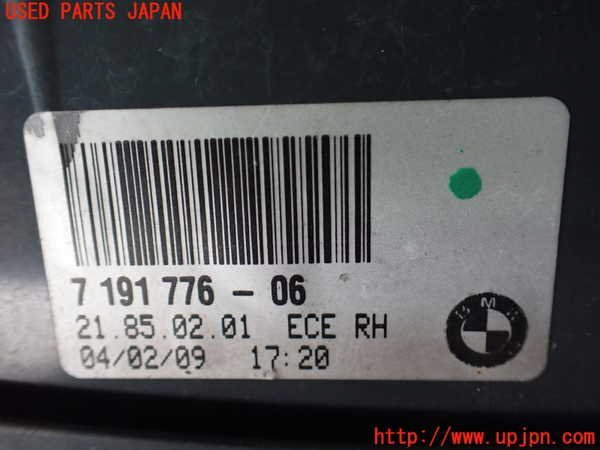 USED PARTS JAPAN
7 191 776 - 06
21.85.02.01 ECE RH
04/02/09 17:20
BMW
http://www.upjpn.com/